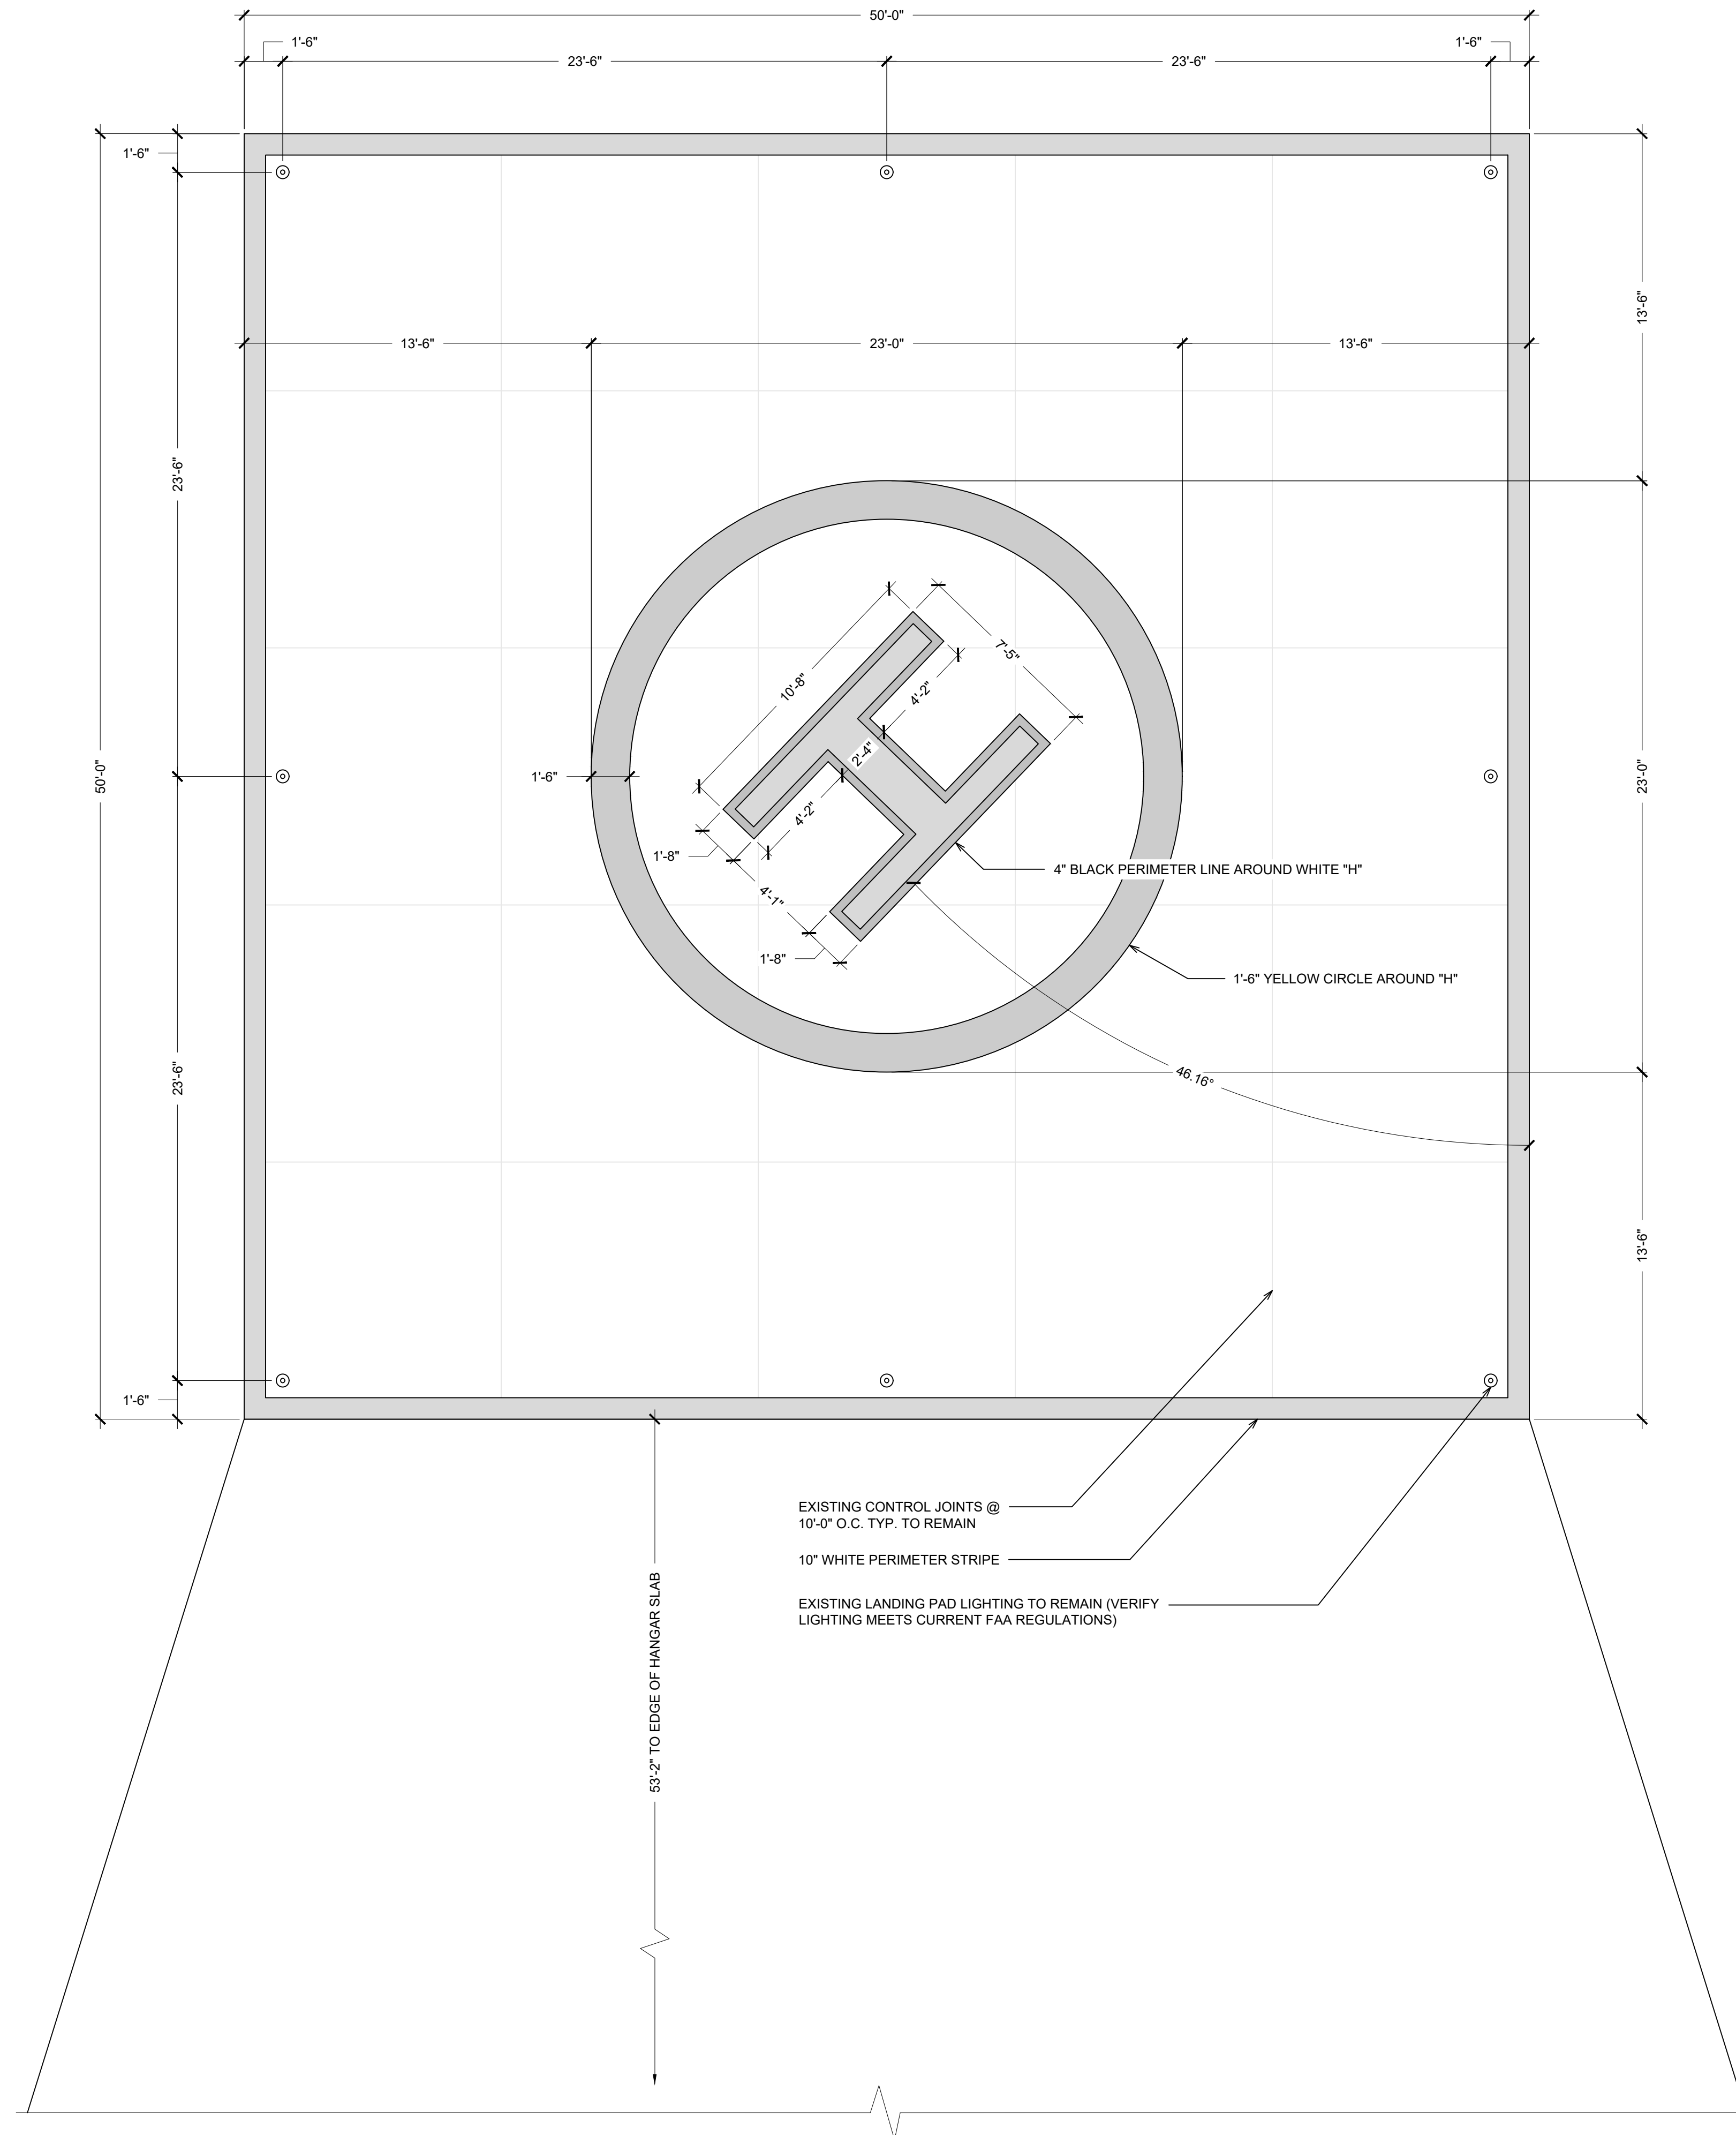 50'-0"
1'-6"
1'-6"
23'-6"
23'-6"
1'-6"
13'-6"
13'-6"
23'-0"
13'-6"
23'-6"
7'-5"
10'-8"
4'-2"
2'-4"
50'-0"
1'-6"
23'-0"
4'-2"
1'-8"
4" BLACK PERIMETER LINE AROUND WHITE "H"
4'-1"
1'-8"
1'-6" YELLOW CIRCLE AROUND "H"
23'-6"
46.16°
13'-6"
1'-6"
EXISTING CONTROL JOINTS @
10'-0" O.C. TYP. TO REMAIN
10" WHITE PERIMETER STRIPE
EXISTING LANDING PAD LIGHTING TO REMAIN (VERIFY
LIGHTING MEETS CURRENT FAA REGULATIONS)
53'-2" TO EDGE OF HANGAR SLAB
H